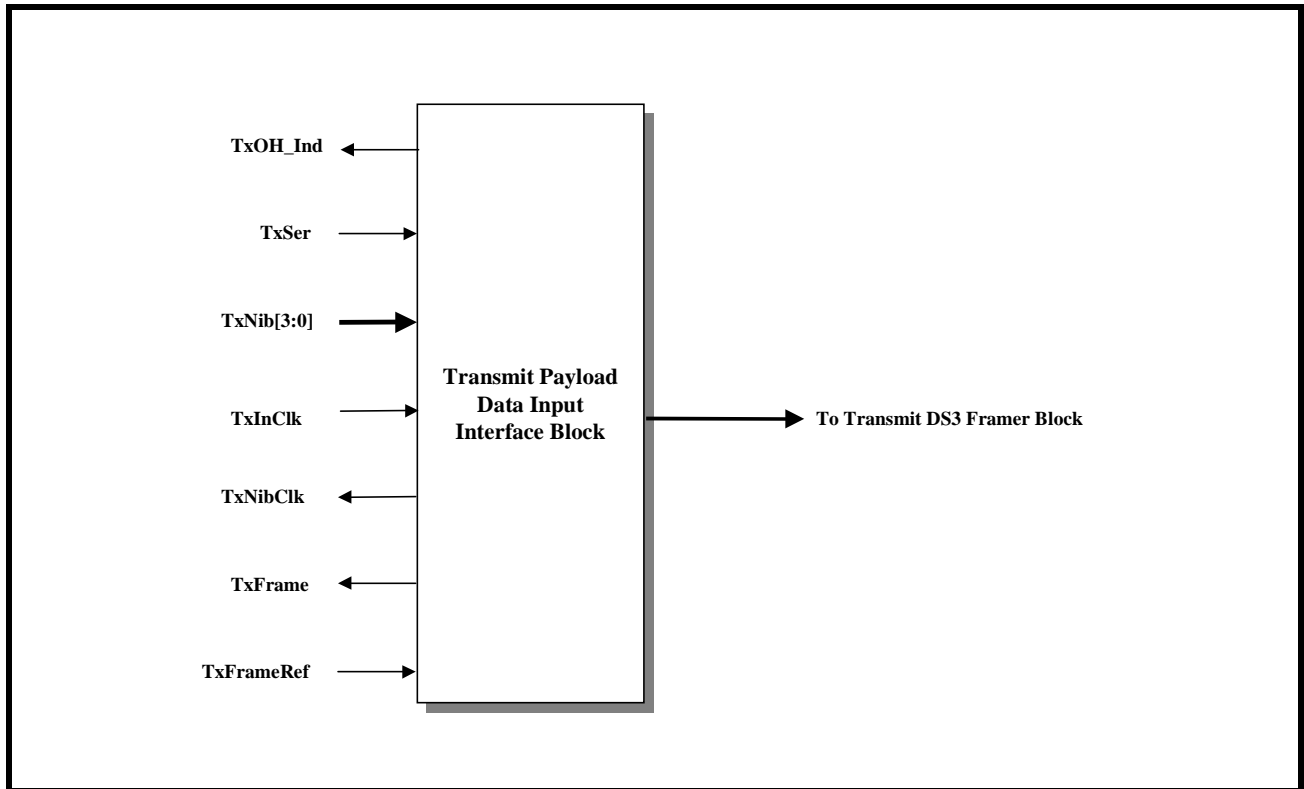 TxOH_Ind
TxSer
TxNib[3:0]
TxInClk
TxNibClk
TxFrame
TxFrameRef
Transmit Payload
Data Input
Interface Block
To Transmit DS3 Framer Block